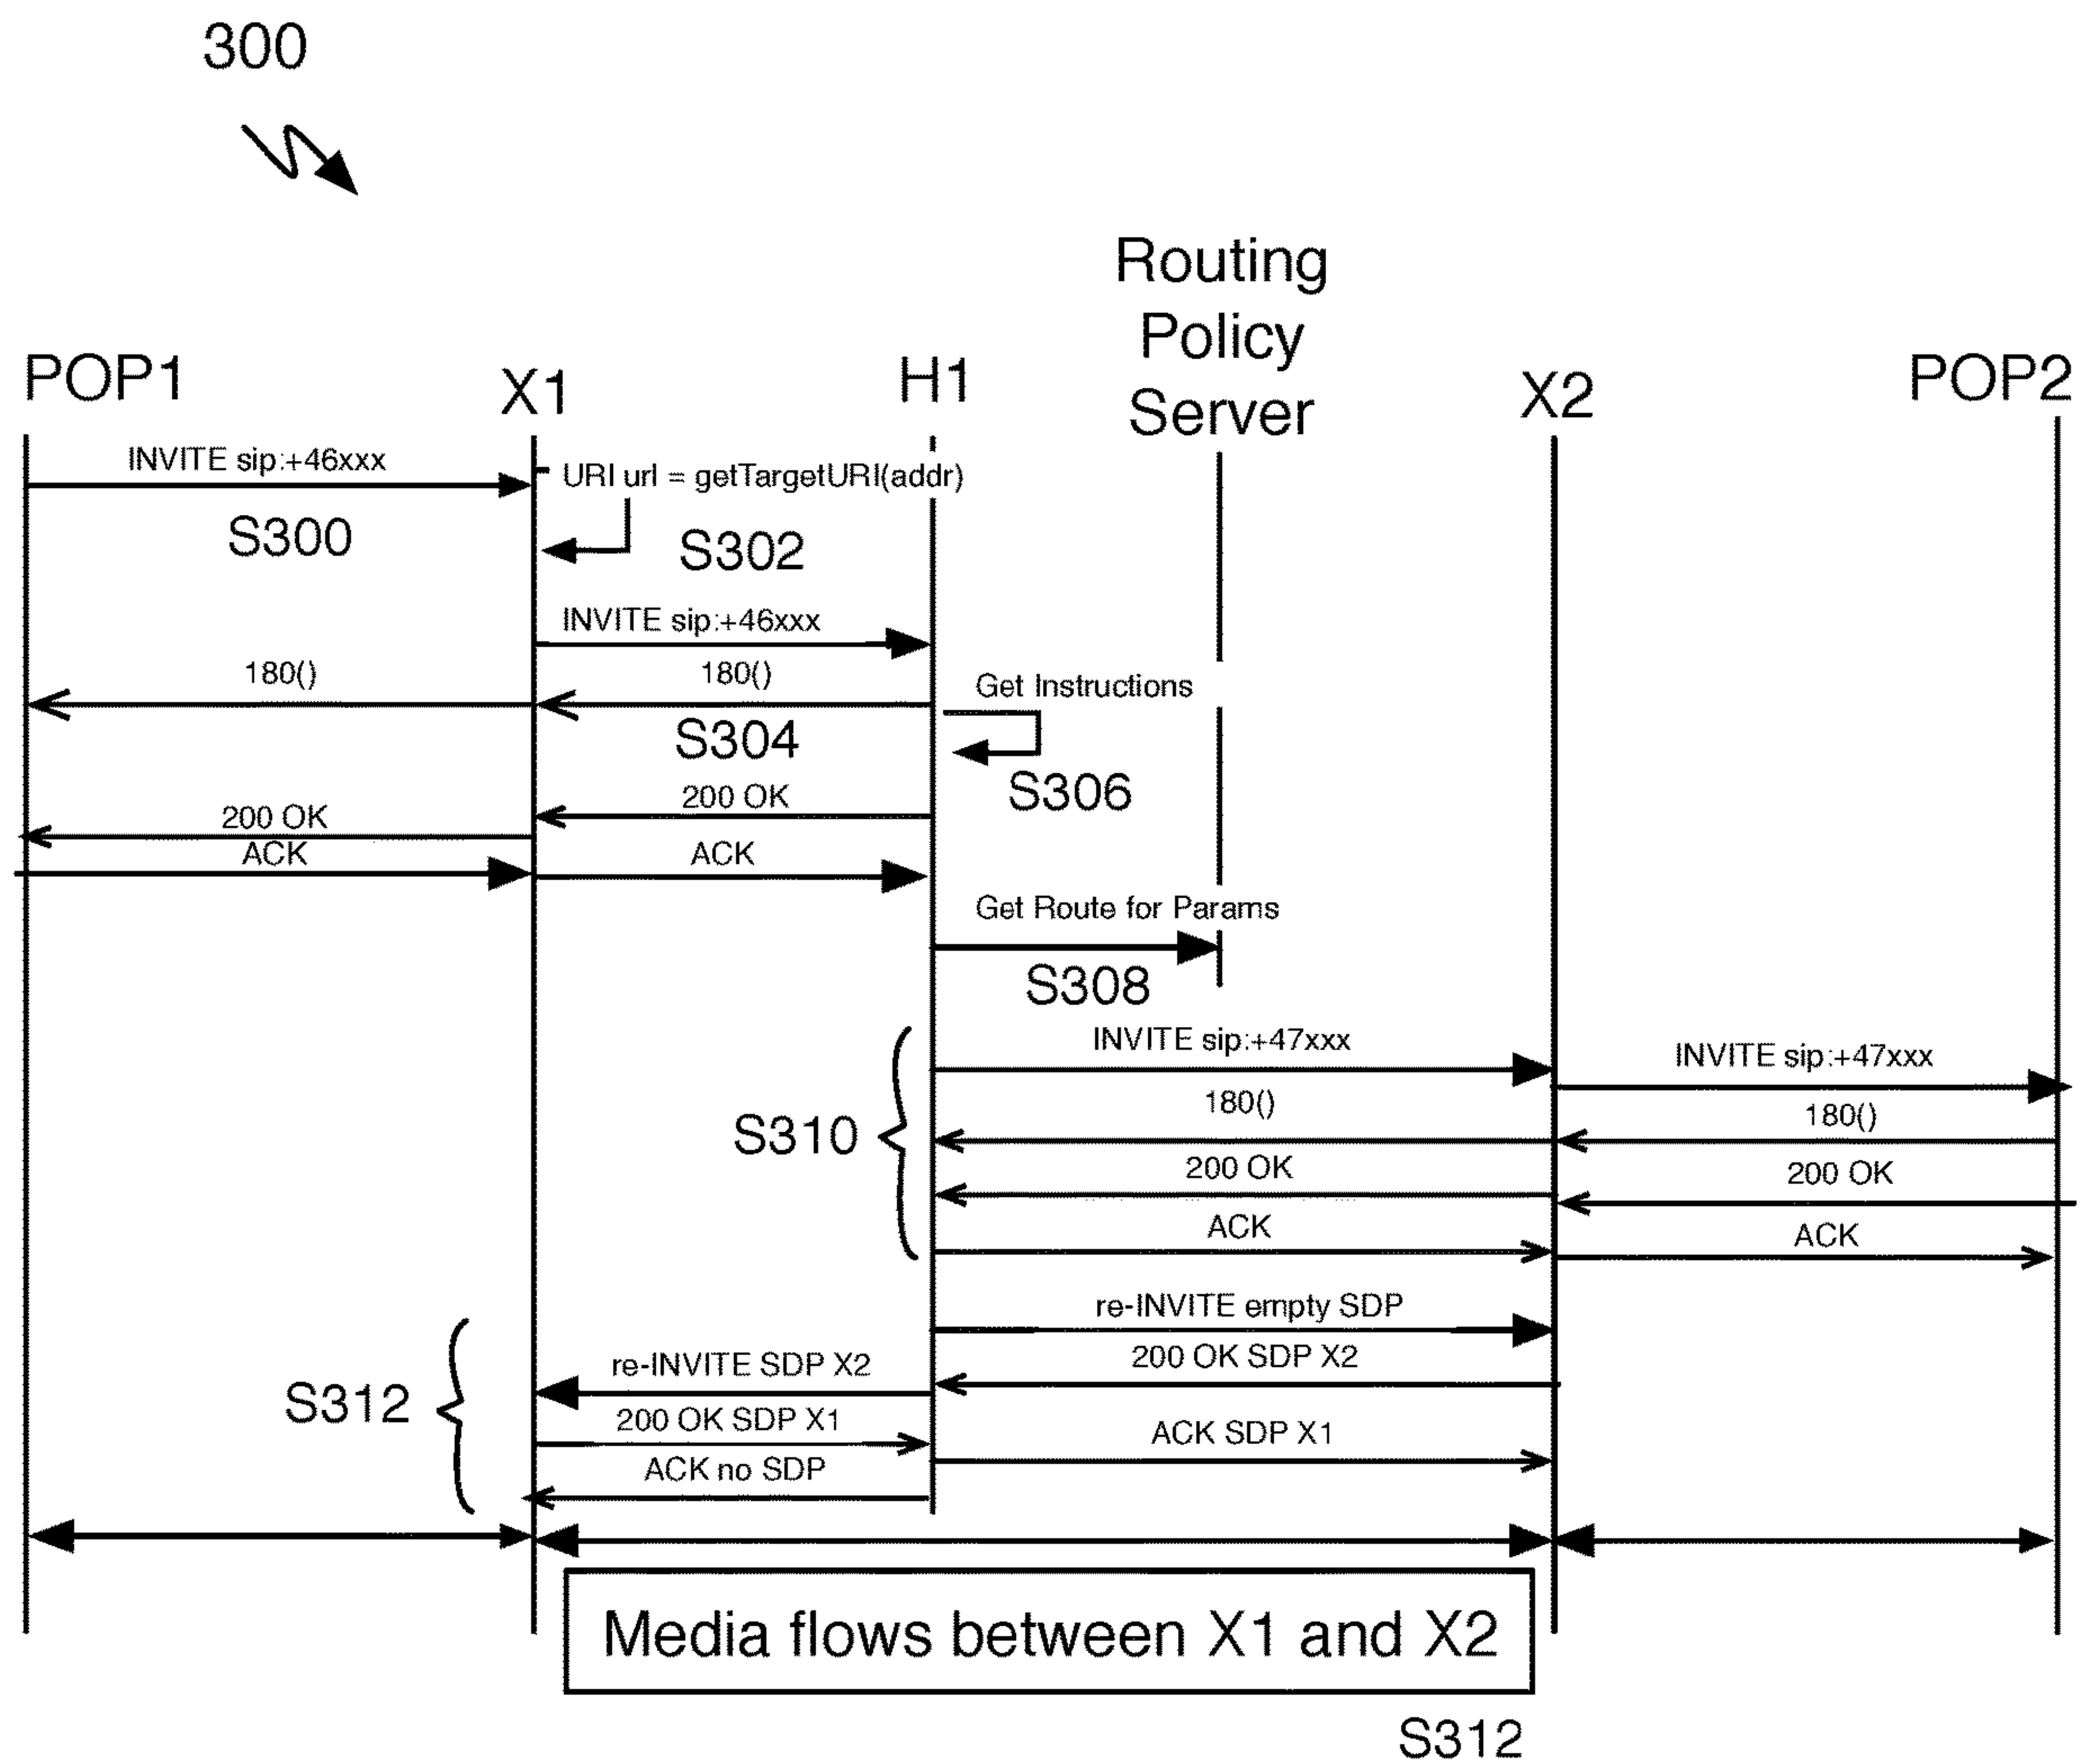 300
Routing
Policy
Server
POP1
X1
H1
X2
POP2
INVITE sip:+46xxx
URI url = getTargetURI(addr)
S300
S302
INVITE sip:+46xxx
180()
180()
Get Instructions
S304
S306
200 OK
200 OK
ACK
ACK
Get Route for Params
S308
INVITE sip:+47xxx
INVITE sip:+47xxx
180()
180()
S310
200 OK
200 OK
ACK
ACK
re-INVITE empty SDP
re-INVITE SDP X2
200 OK SDP X2
S312
200 OK SDP X1
ACK SDP X1
ACK no SDP
Media flows between X1 and X2
S312